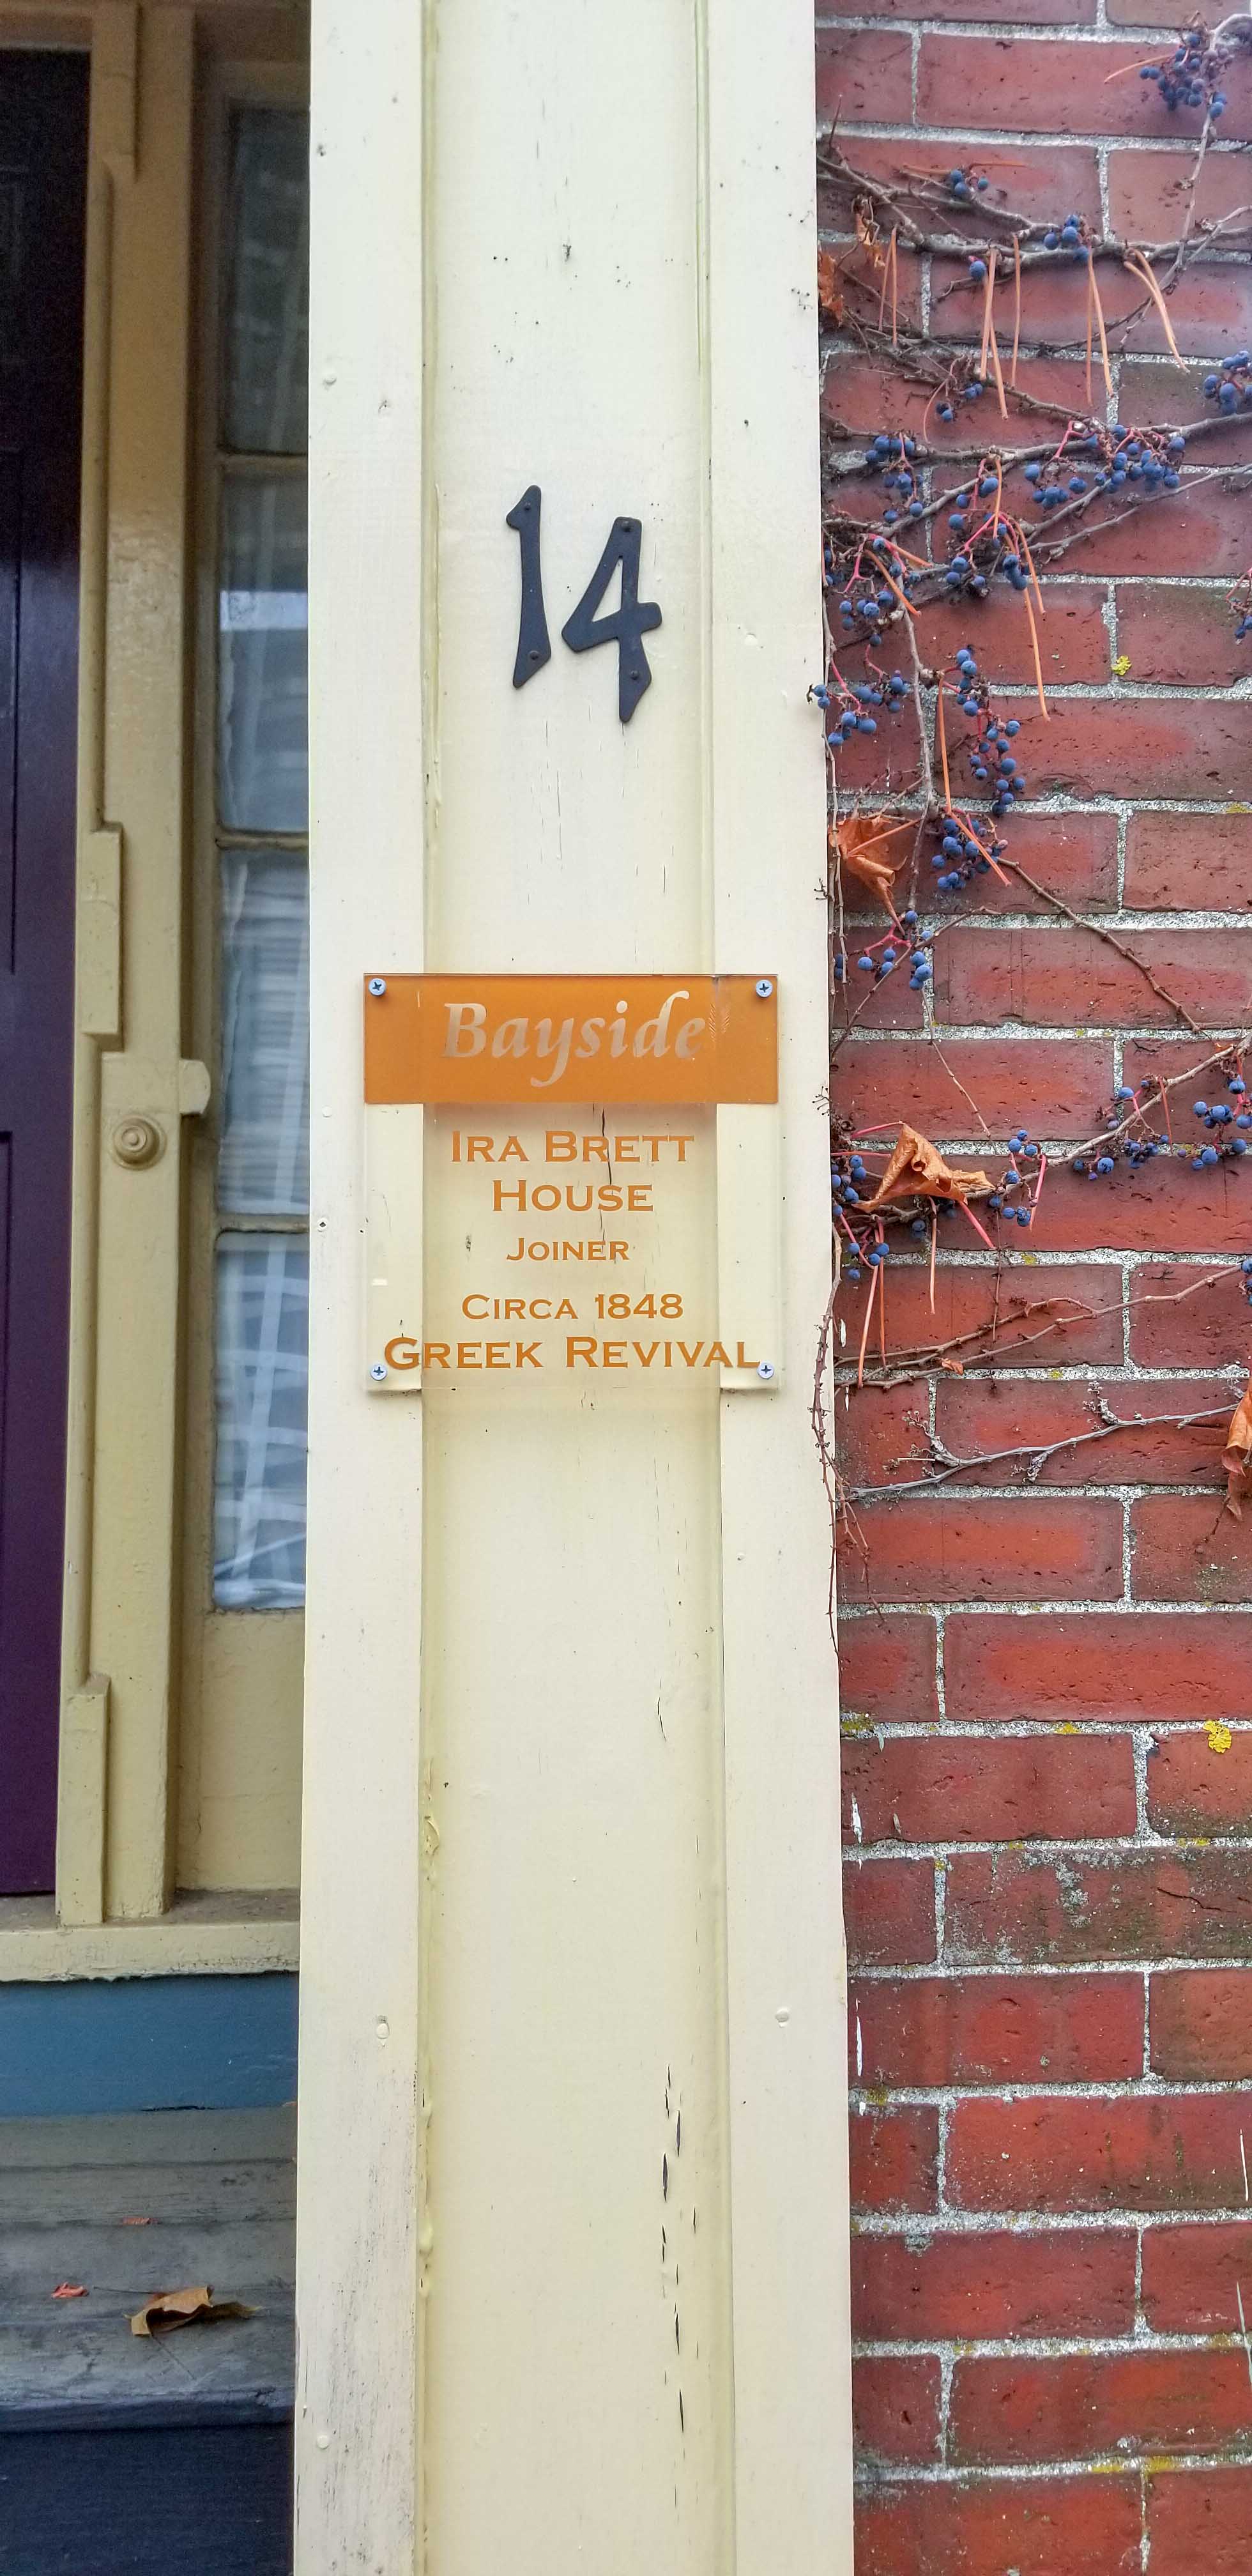 14
Bayside
IRA BRETT
HOUSE
JOINER
CIRCA 1848
GREEK REVIVAL